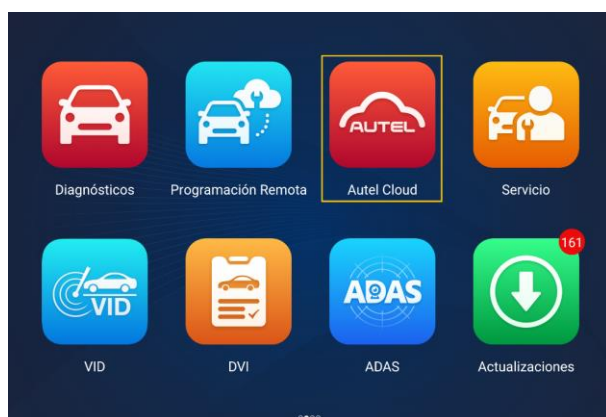 AUTEL
Diagnósticos Programación Remota Autel Cloud Servicio
161
VID
ADAS
VID DVI ADAS Actualizaciones